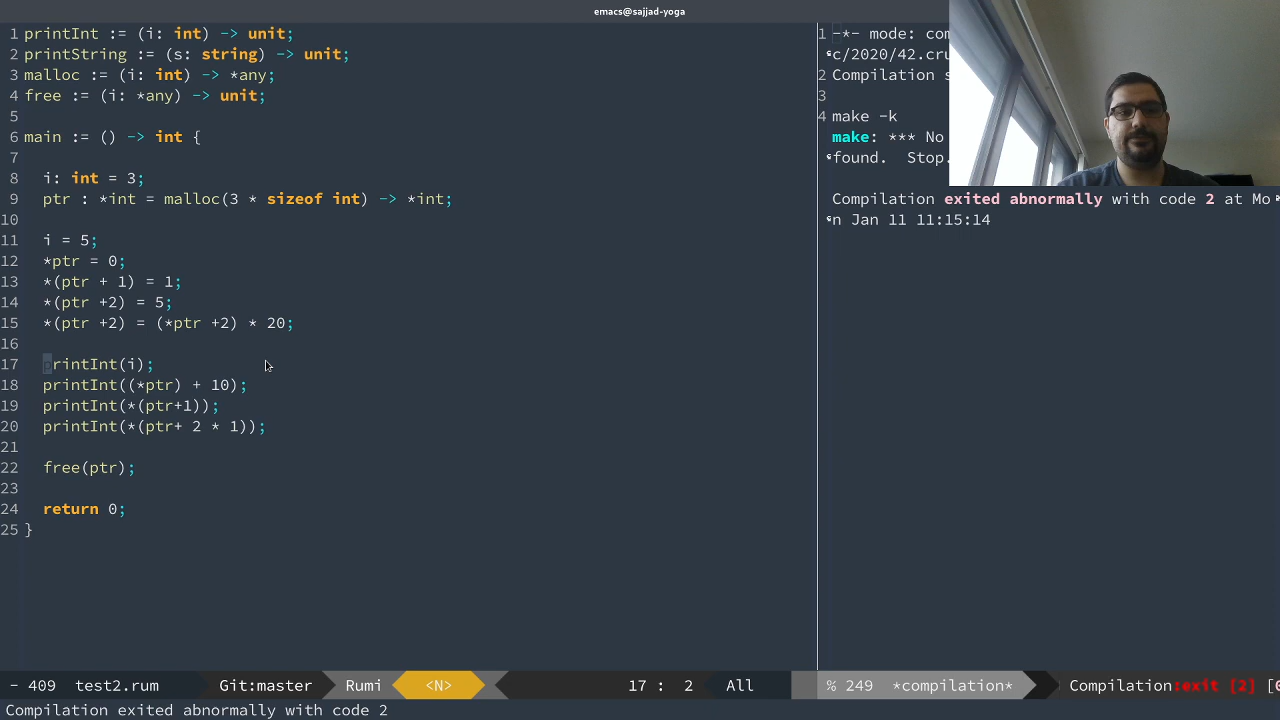 emacs@sajjad-yoga
1 printInt := (i: int) -> unit;
2 printString := (s: string) -> unit;
3 malloc := (i: int) -> *any;
4 free := (i: *any) -> unit;
5
6 main := () -> int {
7
8 i: int = 3;
9 ptr : *int = malloc(3 * sizeof int) -> *int;
10
11 i = 5;
12 *ptr = 0;
13 *(ptr + 1) = 1;
14 *(ptr +2) = 5;
15 *(ptr +2) = (*ptr +2) * 20;
16
17 printInt(i);
18 printInt((*ptr) + 10);
19 printInt(*(ptr+1));
20 printInt(*(ptr+ 2 * 1));
21
22 free(ptr);
23
24 return 0;
25 }
1 -*- mode: com
c/2020/42.cru
2 Compilation s
3
4 make -k
make: *** No
found. Stop.
Compilation exited abnormally with code 2 at Mo
n Jan 11 11:15:14
- 409 test2.rum Git:master Rumi <N> 17 : 2 All
% 249 *compilation* Compilation:exit [2]
Compilation exited abnormally with code 2